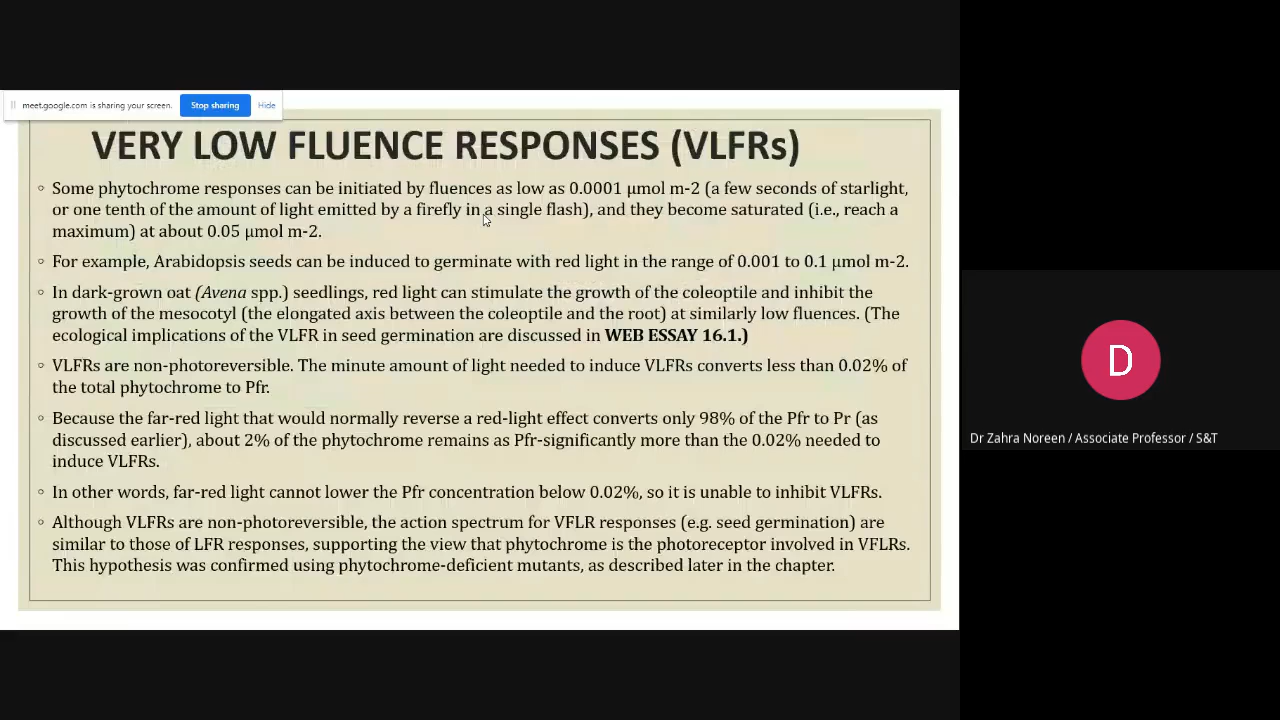 meet.google.com is sharing your screen.
Stop sharing
Hide
VERY LOW FLUENCE RESPONSES (VLFRs)
◦ Some phytochrome responses can be initiated by fluences as low as 0.0001 μmol m-2 (a few seconds of starlight,
or one tenth of the amount of light emitted by a firefly in a single flash), and they become saturated (i.e., reach a
maximum) at about 0.05 μmol m-2.
◦ For example, Arabidopsis seeds can be induced to germinate with red light in the range of 0.001 to 0.1 μmol m-2.
◦ In dark-grown oat (Avena spp.) seedlings, red light can stimulate the growth of the coleoptile and inhibit the
growth of the mesocotyl (the elongated axis between the coleoptile and the root) at similarly low fluences. (The
ecological implications of the VLFR in seed germination are discussed in WEB ESSAY 16.1.)
◦ VLFRs are non-photoreversible. The minute amount of light needed to induce VLFRs converts less than 0.02% of
the total phytochrome to Pfr.
◦ Because the far-red light that would normally reverse a red-light effect converts only 98% of the Pfr to Pr (as
discussed earlier), about 2% of the phytochrome remains as Pfr-significantly more than the 0.02% needed to
induce VLFRs.
◦ In other words, far-red light cannot lower the Pfr concentration below 0.02%, so it is unable to inhibit VLFRs.
◦ Although VLFRs are non-photoreversible, the action spectrum for VFLR responses (e.g. seed germination) are
similar to those of LFR responses, supporting the view that phytochrome is the photoreceptor involved in VFLRs.
This hypothesis was confirmed using phytochrome-deficient mutants, as described later in the chapter.
D
Dr Zahra Noreen / Associate Professor / S&T